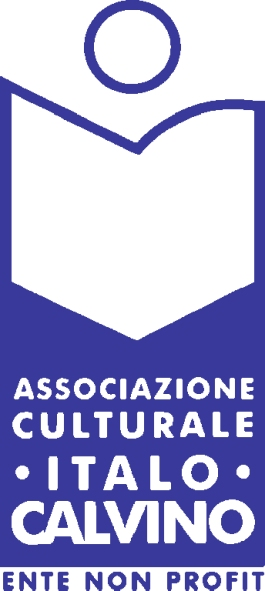 ASSOCIAZIONE
CULTURALE
• ITALO •
CALVINO
ENTE NON PROFIT